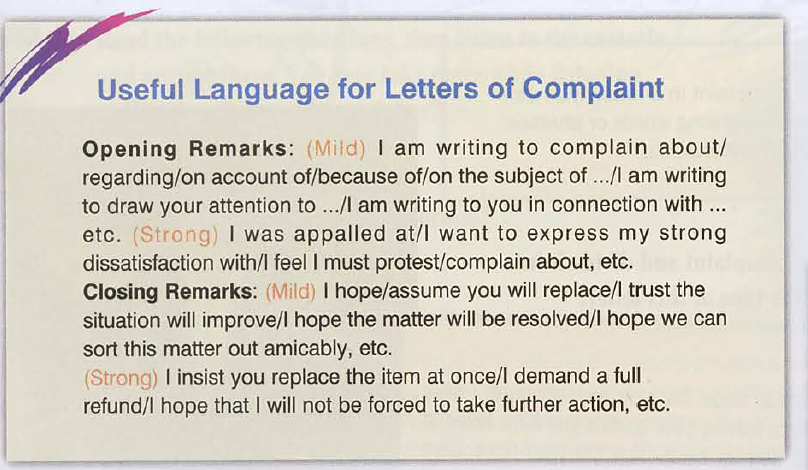 Useful Language for Letters of Complaint
Opening Remarks: (Mild) I am writing to complain about/
regarding/on account of/because of/on the subject of .../I am writing
to draw your attention to .../I am writing to you in connection with ...
etc. (Strong) I was appalled at/I want to express my strong
dissatisfaction with/I feel I must protest/complain about, etc.
Closing Remarks: (Mild) I hope/assume you will replace/I trust the
situation will improve/I hope the matter will be resolved/I hope we can
sort this matter out amicably, etc.
(Strong) I insist you replace the item at once/I demand a full
refund/I hope that I will not be forced to take further action, etc.